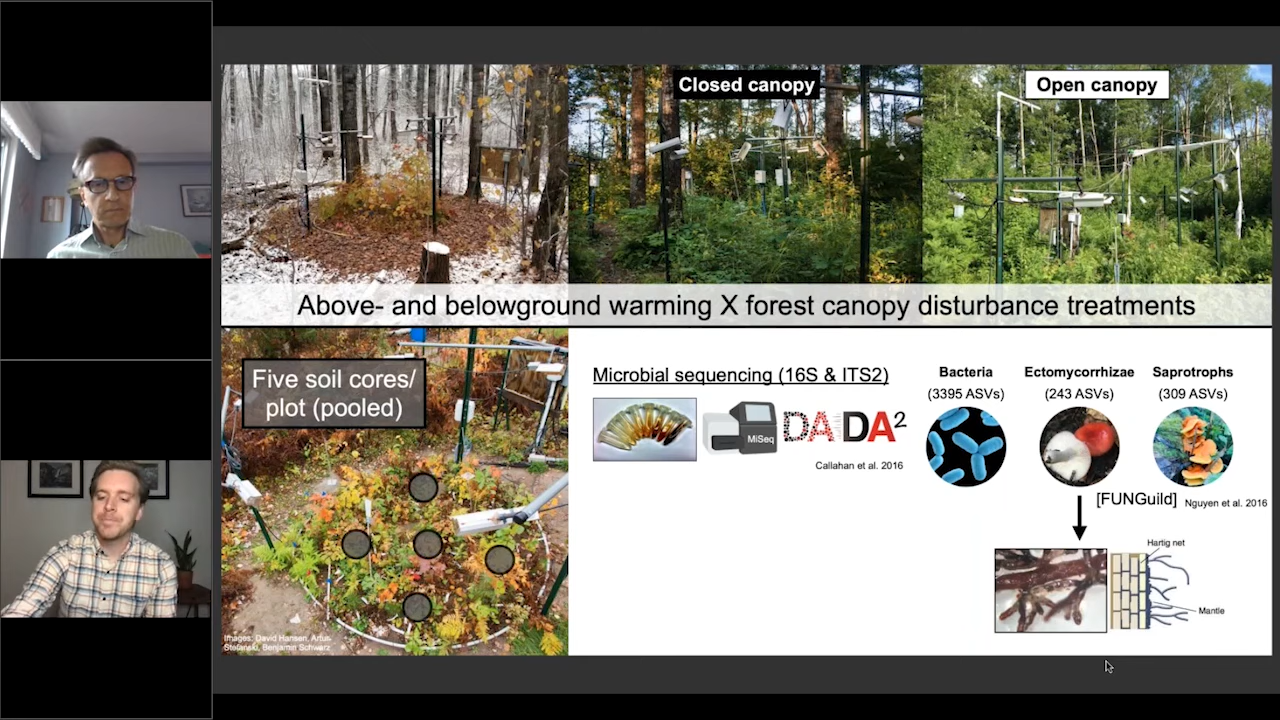 Closed canopy
Open canopy
Above- and belowground warming X forest canopy disturbance treatments
Five soil cores/
plot (pooled)
Images: David Hansen, Artur
Stefanski, Benjamin Schwarz
Microbial sequencing (16S & ITS2)
MiSeq
DADA2
Callahan et al. 2016
Bacteria
(3395 ASVs)
Ectomycorrhizae
(243 ASVs)
Saprotrophs
(309 ASVs)
[FUNGuild]
Nguyen et al. 2016
Hartig net
Mantle